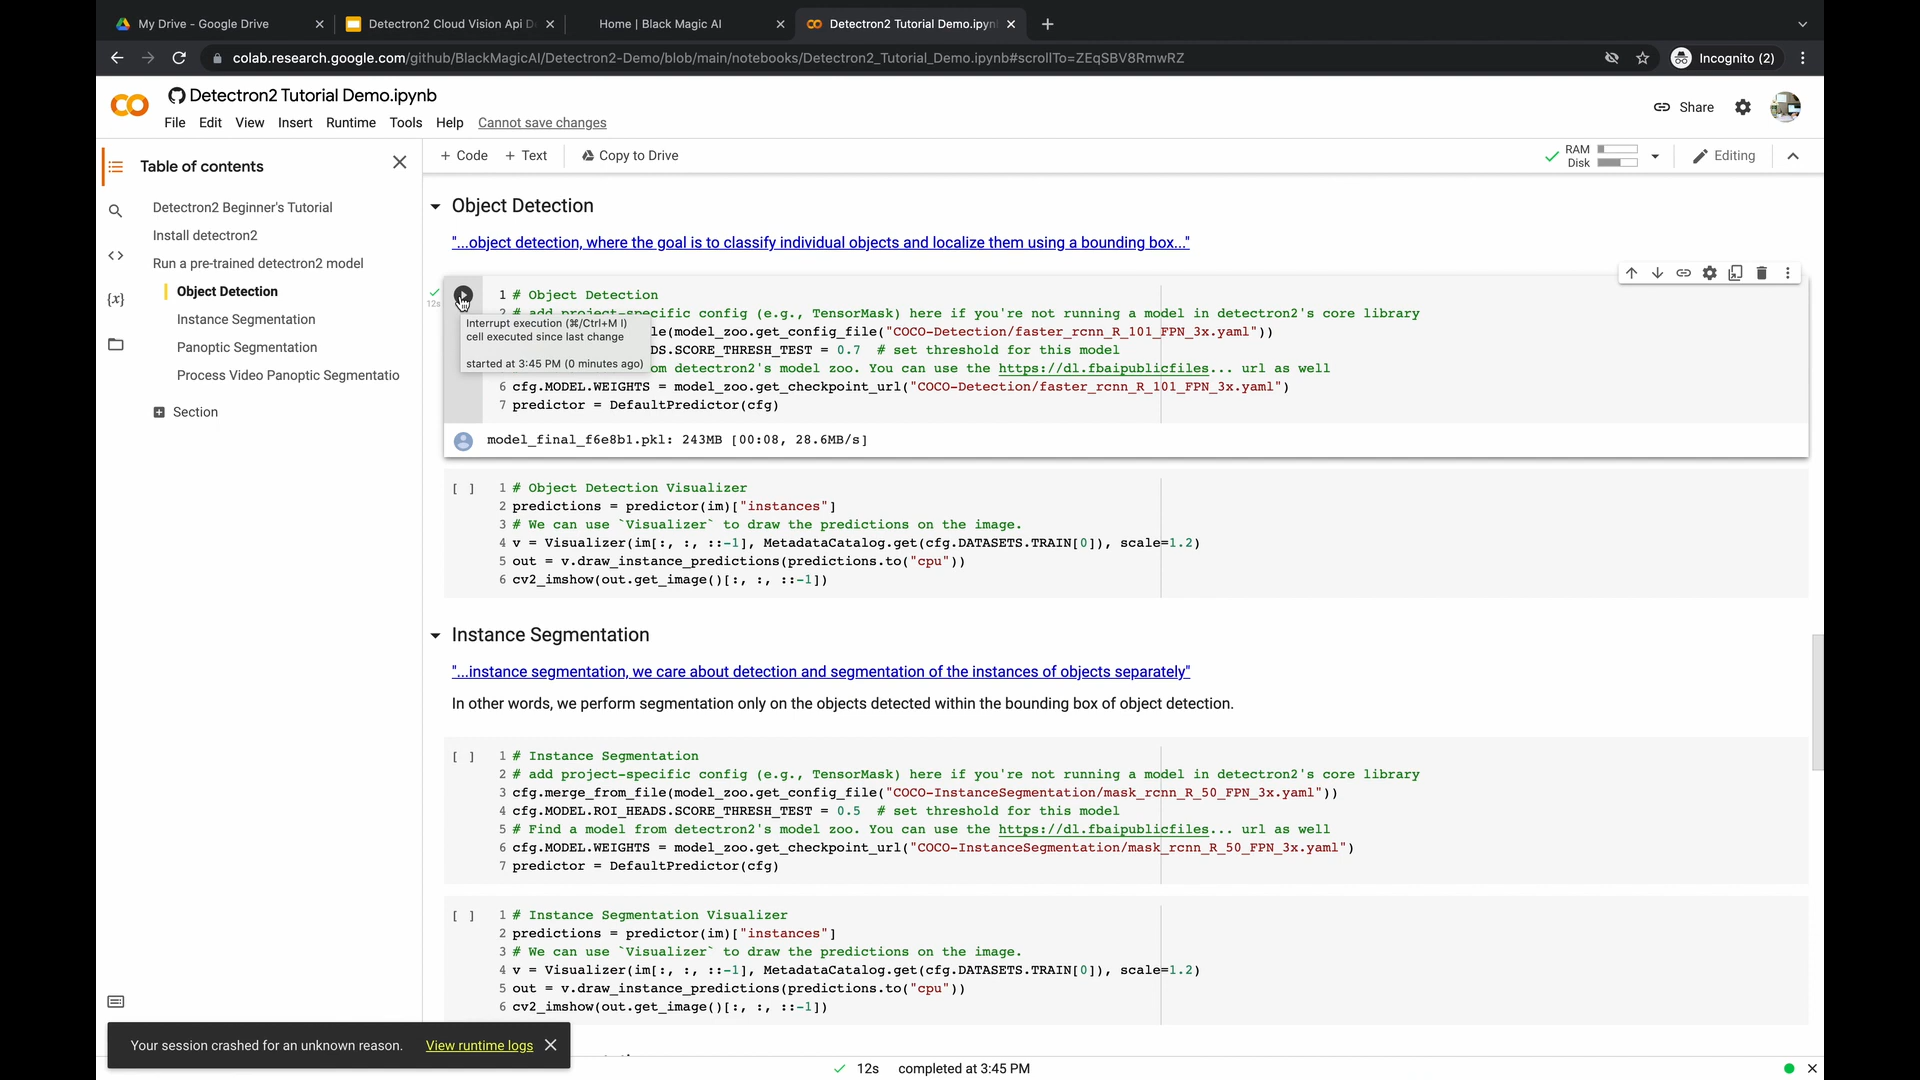 My Drive - Google Drive
Detectron2 Cloud Vision Api D
Home | Black Magic AI
Detectron2 Tutorial Demo.ipyn
colab.research.google.com/github/BlackMagicAI/Detectron2-Demo/blob/main/notebooks/Detectron2_Tutorial_Demo.ipynb#scrollTo=ZEqSBV8RmwRZ
Incognito (2)
Detectron2 Tutorial Demo.ipynb
File Edit View Insert Runtime Tools Help Cannot save changes
Share
Table of contents
+ Code + Text Copy to Drive
RAM
Disk
Editing
Detectron2 Beginner's Tutorial
Install detectron2
Run a pre-trained detectron2 model
Object Detection
Instance Segmentation
Panoptic Segmentation
Process Video Panoptic Segmentatio
Section
{x}
Object Detection
"...object detection, where the goal is to classify individual objects and localize them using a bounding box..."
12s
1 # Object Detection
2 # add project-specific config (e.g., TensorMask) here if you're not running a model in detectron2's core library
le(model_zoo.get_config_file("COCO-Detection/faster_rcnn_R_101_FPN_3x.yaml"))
DS.SCORE_THRESH_TEST = 0.7 # set threshold for this model
om detectron2's model zoo. You can use the https://dl.fbaipublicfiles... url as well
6 cfg.MODEL.WEIGHTS = model_zoo.get_checkpoint_url("COCO-Detection/faster_rcnn_R_101_FPN_3x.yaml")
7 predictor = DefaultPredictor(cfg)
Interrupt execution (⌘/Ctrl+M I)
cell executed since last change
started at 3:45 PM (0 minutes ago)
model_final_f6e8b1.pkl: 243MB [00:08, 28.6MB/s]
[ ] 1 # Object Detection Visualizer
2 predictions = predictor(im)["instances"]
3 # We can use `Visualizer` to draw the predictions on the image.
4 v = Visualizer(im[:, :, ::-1], MetadataCatalog.get(cfg.DATASETS.TRAIN[0]), scale=1.2)
5 out = v.draw_instance_predictions(predictions.to("cpu"))
6 cv2_imshow(out.get_image()[:, :, ::-1])
Instance Segmentation
"...instance segmentation, we care about detection and segmentation of the instances of objects separately"
In other words, we perform segmentation only on the objects detected within the bounding box of object detection.
[ ] 1 # Instance Segmentation
2 # add project-specific config (e.g., TensorMask) here if you're not running a model in detectron2's core library
3 cfg.merge_from_file(model_zoo.get_config_file("COCO-InstanceSegmentation/mask_rcnn_R_50_FPN_3x.yaml"))
4 cfg.MODEL.ROI_HEADS.SCORE_THRESH_TEST = 0.5 # set threshold for this model
5 # Find a model from detectron2's model zoo. You can use the https://dl.fbaipublicfiles... url as well
6 cfg.MODEL.WEIGHTS = model_zoo.get_checkpoint_url("COCO-InstanceSegmentation/mask_rcnn_R_50_FPN_3x.yaml")
7 predictor = DefaultPredictor(cfg)
[ ] 1 # Instance Segmentation Visualizer
2 predictions = predictor(im)["instances"]
3 # We can use `Visualizer` to draw the predictions on the image.
4 v = Visualizer(im[:, :, ::-1], MetadataCatalog.get(cfg.DATASETS.TRAIN[0]), scale=1.2)
5 out = v.draw_instance_predictions(predictions.to("cpu"))
6 cv2_imshow(out.get_image()[:, :, ::-1])
Your session crashed for an unknown reason. View runtime logs
12s completed at 3:45 PM